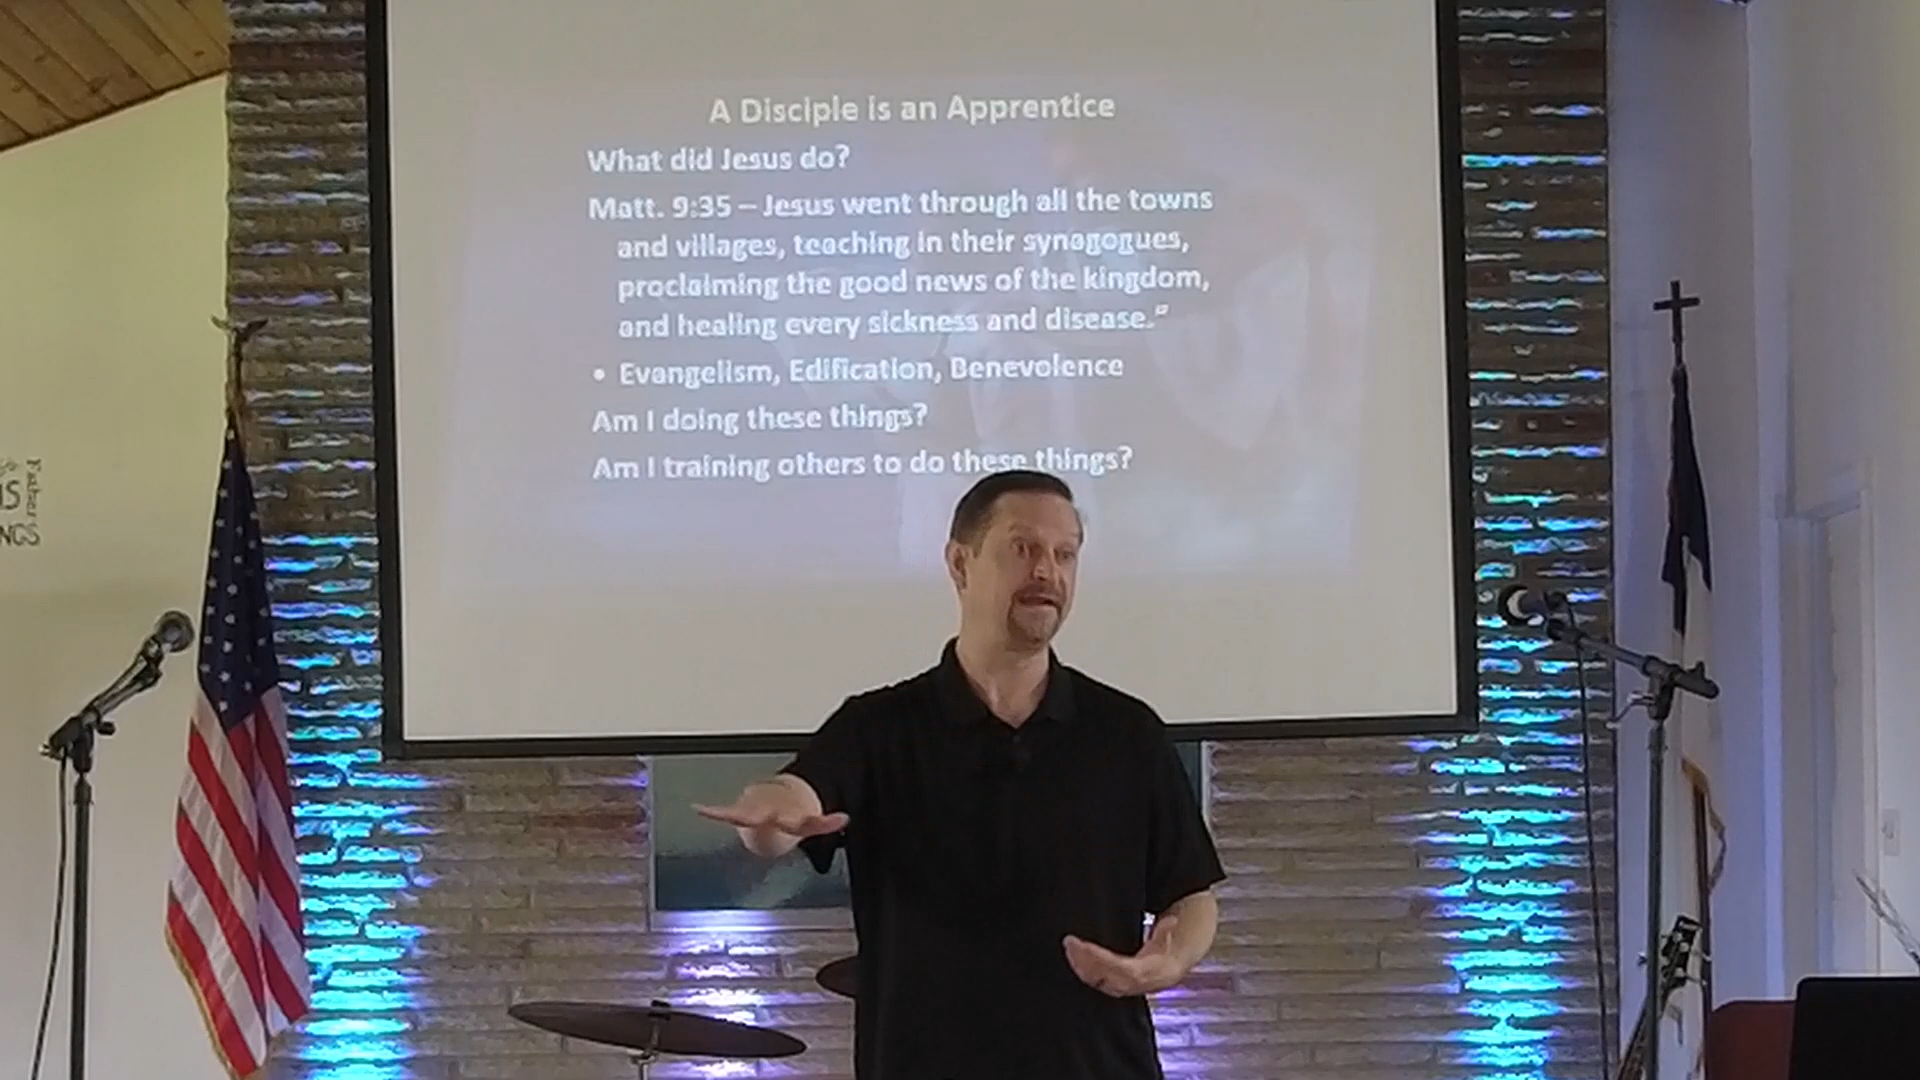 A Disciple is an Apprentice
What did Jesus do?
Matt. 9:35 – Jesus went through all the towns
and villages, teaching in their synagogues,
proclaiming the good news of the kingdom,
and healing every sickness and disease.”
• Evangelism, Edification, Benevolence
Am I doing these things?
Am I training others to do these things?